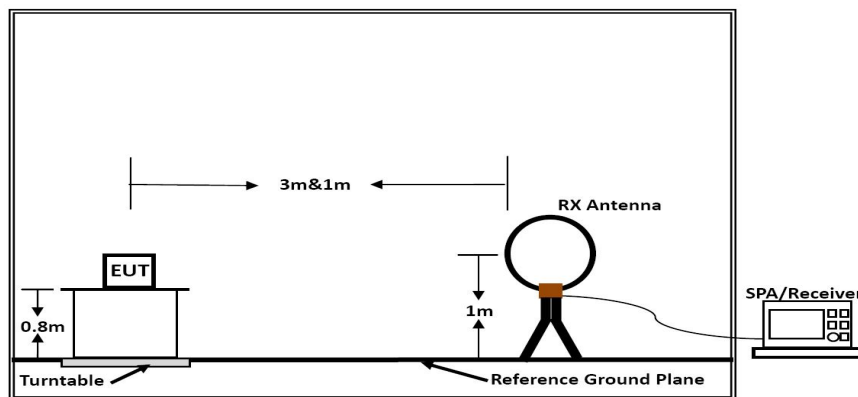 3m&1m
RX Antenna
EUT
SPA/Receiver
0.8m
1m
Turntable
Reference Ground Plane